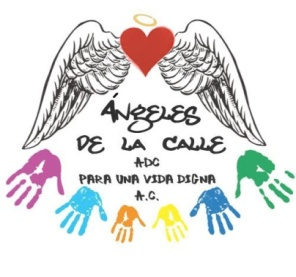 ÁNGELES
DE LA CALLE
ADC
PARA UNA VIDA DIGNA
A.C.